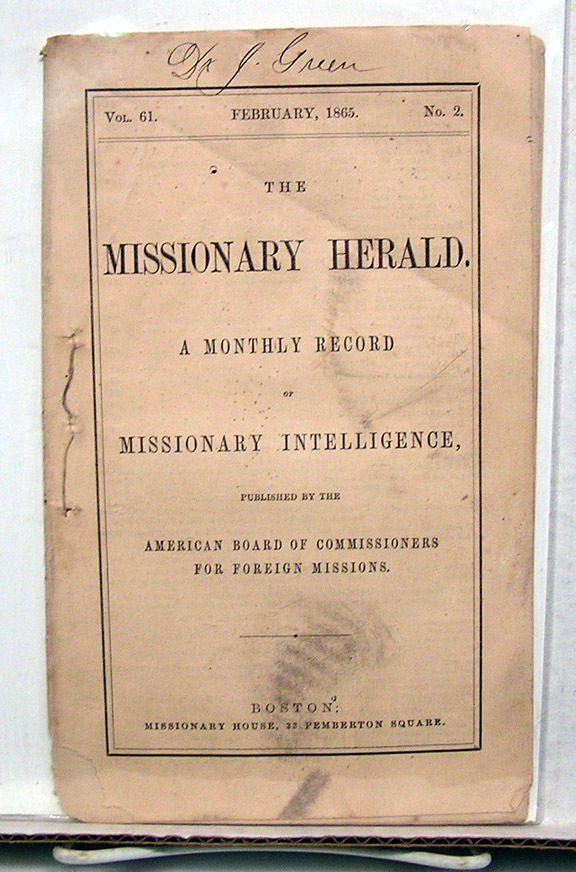 Dr J. Green
Vol. 61. FEBRUARY, 1865. No. 2.
THE
MISSIONARY HERALD.
A MONTHLY RECORD
OF
MISSIONARY INTELLIGENCE,
PUBLISHED BY THE
AMERICAN BOARD OF COMMISSIONERS
FOR FOREIGN MISSIONS.
BOSTON:
MISSIONARY HOUSE, 33 PEMBERTON SQUARE.